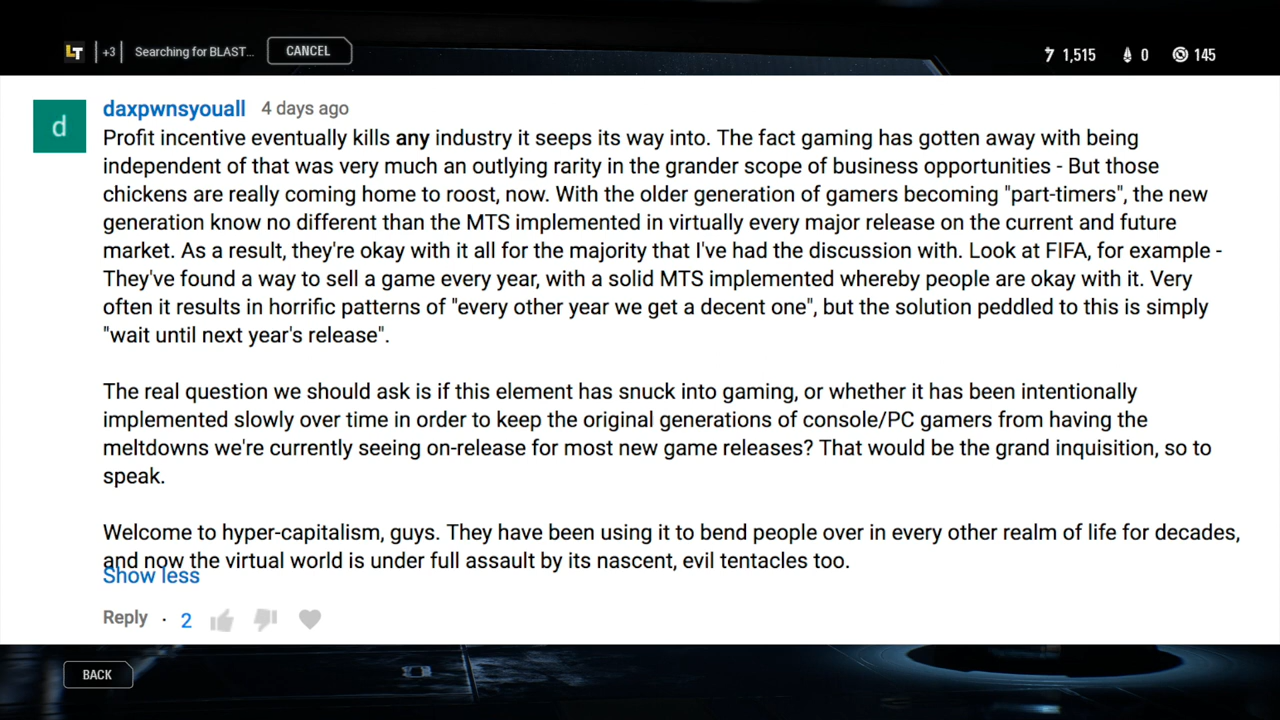 LT +3 Searching for BLAST... CANCEL 1,515 0 145
d
daxpwnsyouall 4 days ago
Profit incentive eventually kills any industry it seeps its way into. The fact gaming has gotten away with being
independent of that was very much an outlying rarity in the grander scope of business opportunities - But those
chickens are really coming home to roost, now. With the older generation of gamers becoming "part-timers", the new
generation know no different than the MTS implemented in virtually every major release on the current and future
market. As a result, they're okay with it all for the majority that I've had the discussion with. Look at FIFA, for example -
They've found a way to sell a game every year, with a solid MTS implemented whereby people are okay with it. Very
often it results in horrific patterns of "every other year we get a decent one", but the solution peddled to this is simply
"wait until next year's release".
The real question we should ask is if this element has snuck into gaming, or whether it has been intentionally
implemented slowly over time in order to keep the original generations of console/PC gamers from having the
meltdowns we're currently seeing on-release for most new game releases? That would be the grand inquisition, so to
speak.
Welcome to hyper-capitalism, guys. They have been using it to bend people over in every other realm of life for decades,
and now the virtual world is under full assault by its nascent, evil tentacles too.
Show less
Reply · 2
BACK